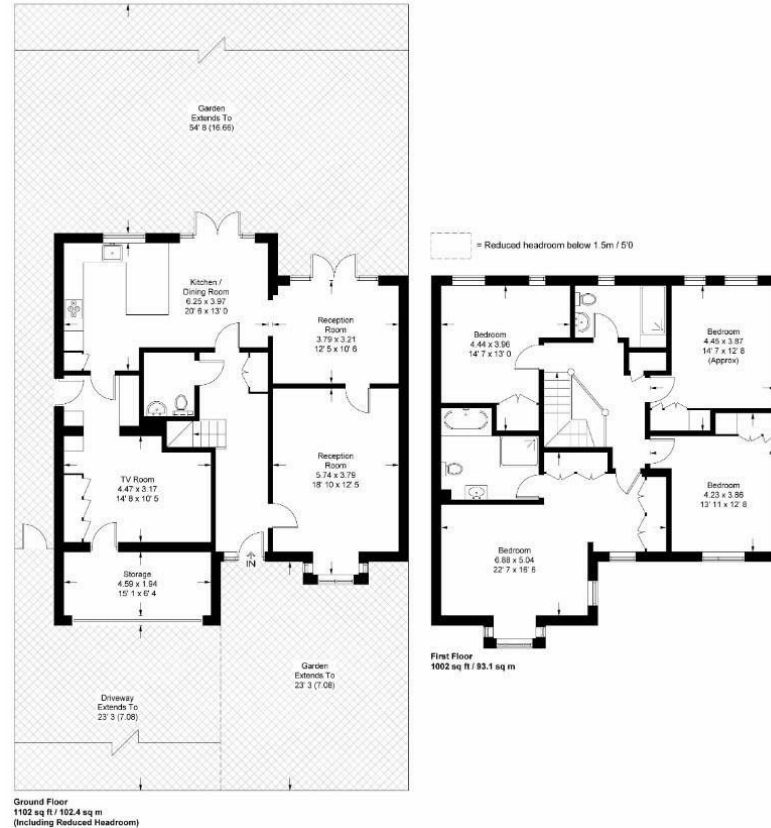 Garden
Extends To
54' 8 (16.66)
Kitchen /
Dining Room
6.25 x 3.97
20' 6 x 13' 0
Reception
Room
3.79 x 3.21
12' 5 x 10' 6
Reception
Room
5.74 x 3.79
18' 10 x 12' 5
TV Room
4.47 x 3.17
14' 8 x 10' 5
Storage
4.59 x 1.94
15' 1 x 6' 4
IN
Driveway
Extends To
23' 3 (7.08)
Garden
Extends To
23' 3 (7.08)
Ground Floor
1102 sq ft / 102.4 sq m
(Including Reduced Headroom)
= Reduced headroom below 1.5m / 5'0
Bedroom
4.44 x 3.96
14' 7 x 13' 0
Bedroom
4.45 x 3.87
14' 7 x 12' 8
(Approx)
Bedroom
4.23 x 3.86
13' 11 x 12' 8
Bedroom
6.88 x 5.04
22' 7 x 16' 6
First Floor
1002 sq ft / 93.1 sq m